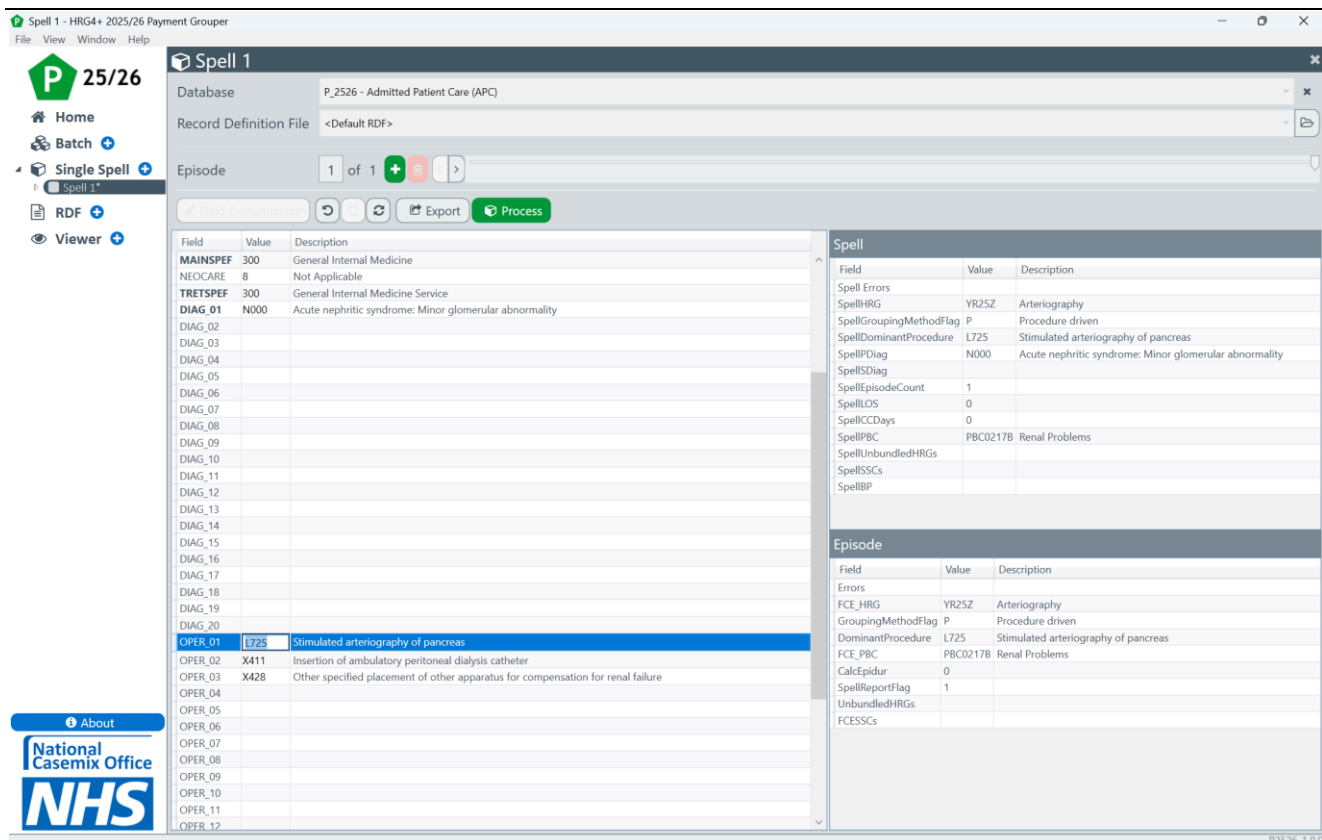 Spell 1 - HRG4+ 2025/26 Payment Grouper
File View Window Help
P 25/26
Home
Batch
Single Spell
Spell 1*
RDF
Viewer
About
National
Casemix Office
NHS
Spell 1
Database P_2526 - Admitted Patient Care (APC)
Record Definition File <Default RDF>
Episode 1 of 1
Field Customisation Export Process
Field Value Description
MAINSPEF 300 General Internal Medicine
NEOCARE 8 Not Applicable
TRETSPEF 300 General Internal Medicine Service
DIAG_01 N000 Acute nephritic syndrome: Minor glomerular abnormality
DIAG_02
DIAG_03
DIAG_04
DIAG_05
DIAG_06
DIAG_07
DIAG_08
DIAG_09
DIAG_10
DIAG_11
DIAG_12
DIAG_13
DIAG_14
DIAG_15
DIAG_16
DIAG_17
DIAG_18
DIAG_19
DIAG_20
OPER_01 L725 Stimulated arteriography of pancreas
OPER_02 X411 Insertion of ambulatory peritoneal dialysis catheter
OPER_03 X428 Other specified placement of other apparatus for compensation for renal failure
OPER_04
OPER_05
OPER_06
OPER_07
OPER_08
OPER_09
OPER_10
OPER_11
OPER_12
Spell
Field Value Description
Spell Errors
SpellHRG YR25Z Arteriography
SpellGroupingMethodFlag P Procedure driven
SpellDominantProcedure L725 Stimulated arteriography of pancreas
SpellPDiag N000 Acute nephritic syndrome: Minor glomerular abnormality
SpellSDiag
SpellEpisodeCount 1
SpellLOS 0
SpellCCDays 0
SpellPBC PBC0217B Renal Problems
SpellUnbundledHRGs
SpellSSCs
SpellBP
Episode
Field Value Description
Errors
FCE_HRG YR25Z Arteriography
GroupingMethodFlag P Procedure driven
DominantProcedure L725 Stimulated arteriography of pancreas
FCE_PBC PBC0217B Renal Problems
CalcEpidur 0
SpellReportFlag 1
UnbundledHRGs
FCESSCs